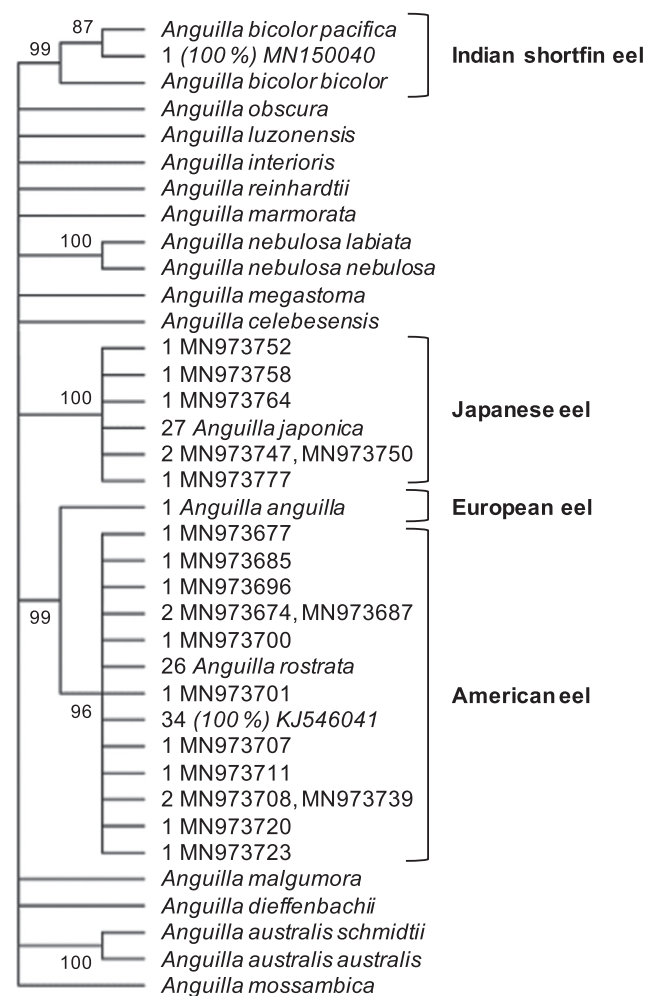 87
Anguilla bicolor pacifica
99
1 (100 %) MN150040
Indian shortfin eel
Anguilla bicolor bicolor
Anguilla obscura
Anguilla luzonensis
Anguilla interioris
Anguilla reinhardtii
Anguilla marmorata
100
Anguilla nebulosa labiata
Anguilla nebulosa nebulosa
Anguilla megastoma
Anguilla celebesensis
1 MN973752
1 MN973758
100
1 MN973764
Japanese eel
27 Anguilla japonica
2 MN973747, MN973750
1 MN973777
1 Anguilla anguilla
European eel
1 MN973677
1 MN973685
1 MN973696
99
2 MN973674, MN973687
1 MN973700
26 Anguilla rostrata
1 MN973701
American eel
96
34 (100 %) KJ546041
1 MN973707
1 MN973711
2 MN973708, MN973739
1 MN973720
1 MN973723
Anguilla malgumora
Anguilla dieffenbachii
Anguilla australis schmidtii
100
Anguilla australis australis
Anguilla mossambica